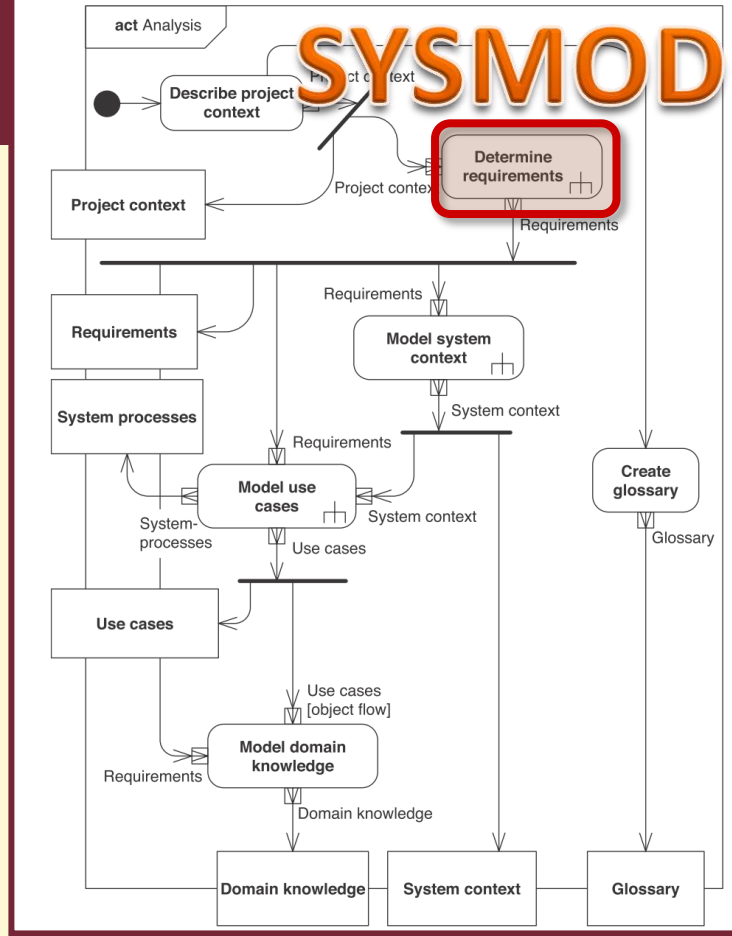 act Analysis
SYSMOD
Project context
Describe project
context
Determine
requirements
Project context
Project context
Requirements
Requirements
Requirements
Model system
context
System processes
System context
Requirements
Model use
cases
Create
glossary
System context
System-
processes
Glossary
Use cases
Use cases
Use cases
[object flow]
Model domain
knowledge
Requirements
Domain knowledge
Domain knowledge
System context
Glossary